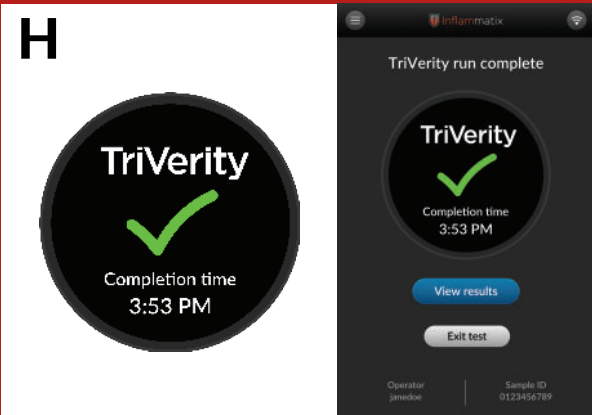 H
TriVerity
Completion time
3:53 PM
Inflammatix
TriVerity run complete
TriVerity
Completion time
3:53 PM
View results
Exit test
Operator
janedoe
Sample ID
0123456789